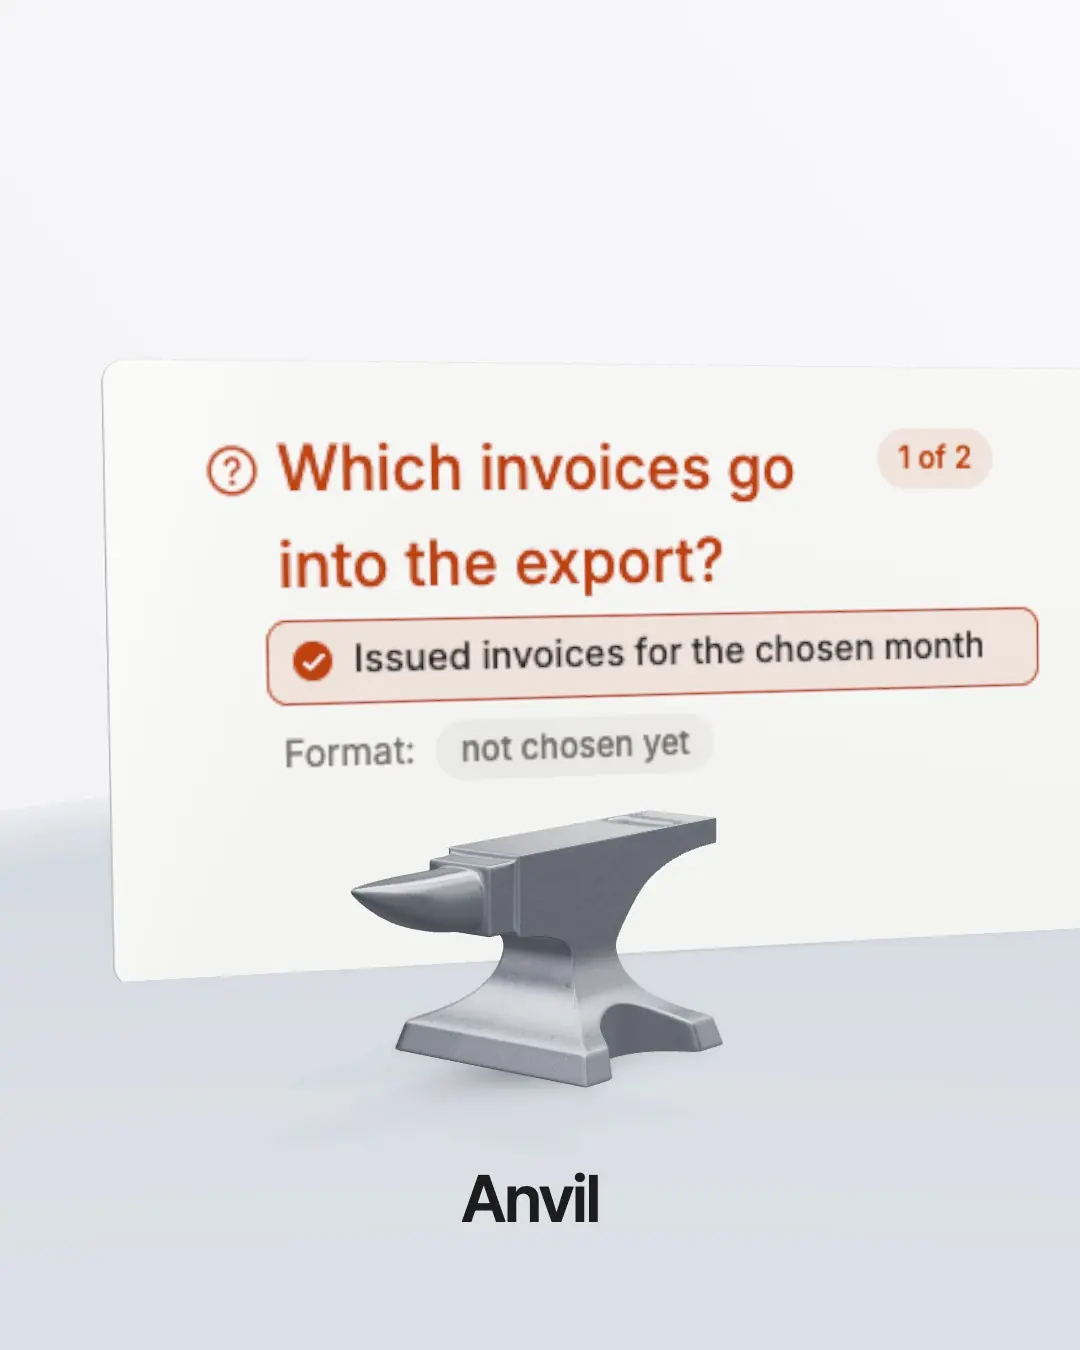 Which invoices go
1 of 2
into the export?
Issued invoices for the chosen month
Format: not chosen yet
Anvil